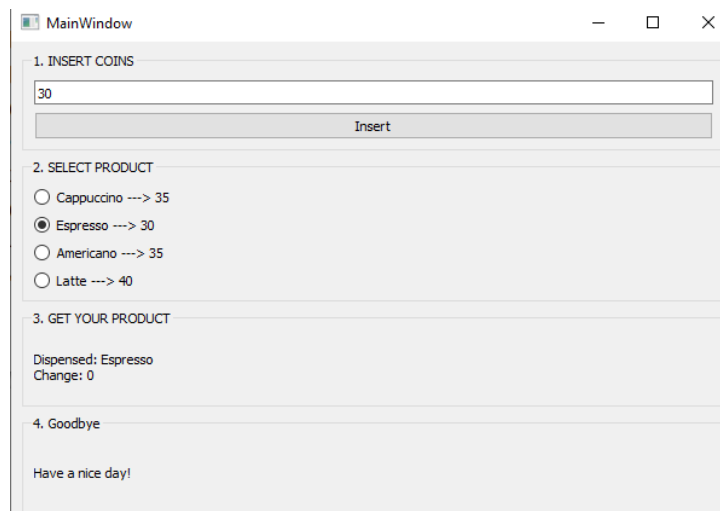 MainWindow
1. INSERT COINS
30
Insert
2. SELECT PRODUCT
Cappuccino ---> 35
Espresso ---> 30
Americano ---> 35
Latte ---> 40
3. GET YOUR PRODUCT
Dispensed: Espresso
Change: 0
4. Goodbye
Have a nice day!